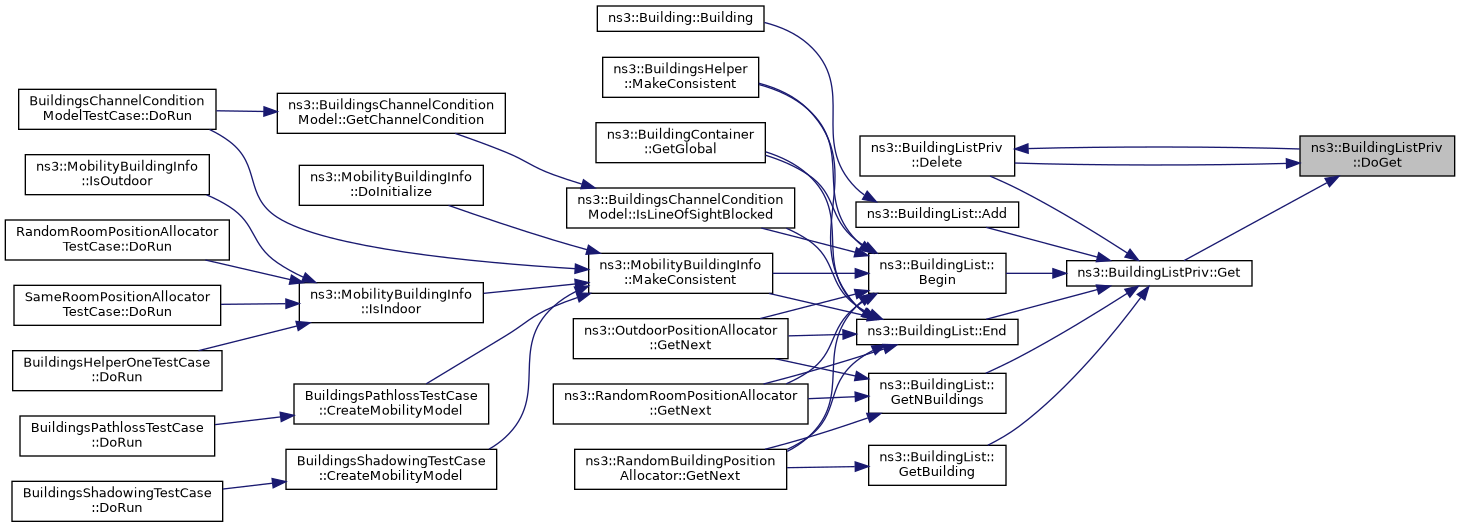 ns3::Building::Building
ns3::BuildingsHelper
::MakeConsistent
BuildingsChannelCondition
ModelTestCase::DoRun
ns3::BuildingsChannelCondition
Model::GetChannelCondition
ns3::BuildingContainer
::GetGlobal
ns3::BuildingListPriv
::Delete
ns3::BuildingListPriv
::DoGet
ns3::MobilityBuildingInfo
::IsOutdoor
ns3::MobilityBuildingInfo
::DoInitialize
ns3::BuildingsChannelCondition
Model::IsLineOfSightBlocked
ns3::BuildingList::Add
RandomRoomPositionAllocator
TestCase::DoRun
ns3::MobilityBuildingInfo
::MakeConsistent
ns3::BuildingList::
Begin
ns3::BuildingListPriv::Get
SameRoomPositionAllocator
TestCase::DoRun
ns3::MobilityBuildingInfo
::IsIndoor
ns3::OutdoorPositionAllocator
::GetNext
ns3::BuildingList::End
BuildingsHelperOneTestCase
::DoRun
BuildingsPathlossTestCase
::CreateMobilityModel
ns3::RandomRoomPositionAllocator
::GetNext
ns3::BuildingList::
GetNBuildings
BuildingsPathlossTestCase
::DoRun
BuildingsShadowingTestCase
::CreateMobilityModel
ns3::RandomBuildingPosition
Allocator::GetNext
ns3::BuildingList::
GetBuilding
BuildingsShadowingTestCase
::DoRun